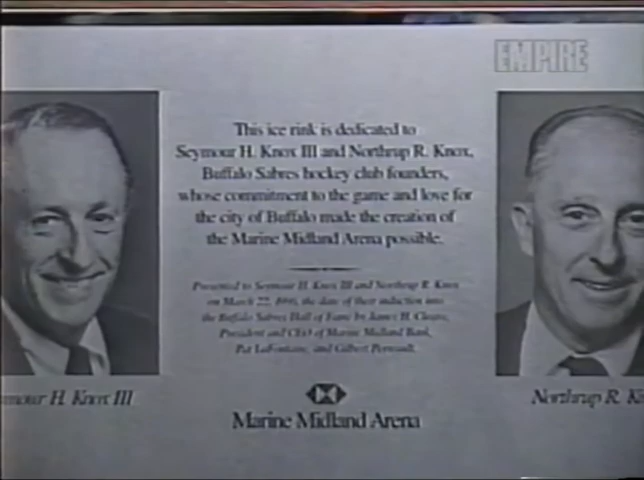 EMPIRE
This ice rink is dedicated to
Seymour H. Knox III and Northrup R. Knox,
Buffalo Sabres hockey club founders,
whose commitment to the game and love for
the city of Buffalo made the creation of
the Marine Midland Arena possible.
Presented to Seymour H. Knox III and Northrup R. Knox
on March 22, 1996, the date of their induction into
the Buffalo Sabres Hall of Fame by James H. Cleave,
President and CEO of Marine Midland Bank,
Pat LaFontaine, and Gilbert Perreault.
ymour H. Knox III
Northrup R. Kn
Marine Midland Arena